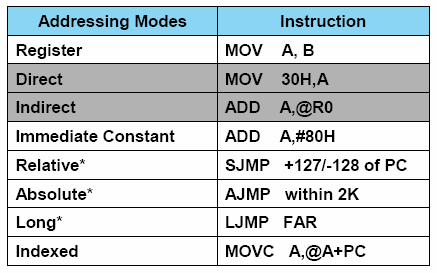 Addressing Modes Instruction
Register MOV A, B
Direct MOV 30H,A
Indirect ADD A,@R0
Immediate Constant ADD A,#80H
Relative* SJMP +127/-128 of PC
Absolute* AJMP within 2K
Long* LJMP FAR
Indexed MOVC A,@A+PC